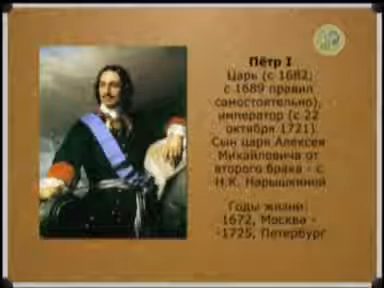 Пётр I
Царь (с 1682,
с 1689 правил
самостоятельно),
император (с 22
октября 1721).
Сын царя Алексея
Михайловича от
второго брака - с
Н.К. Нарышкиной
Годы жизни:
1672, Москва -
-1725, Петербург